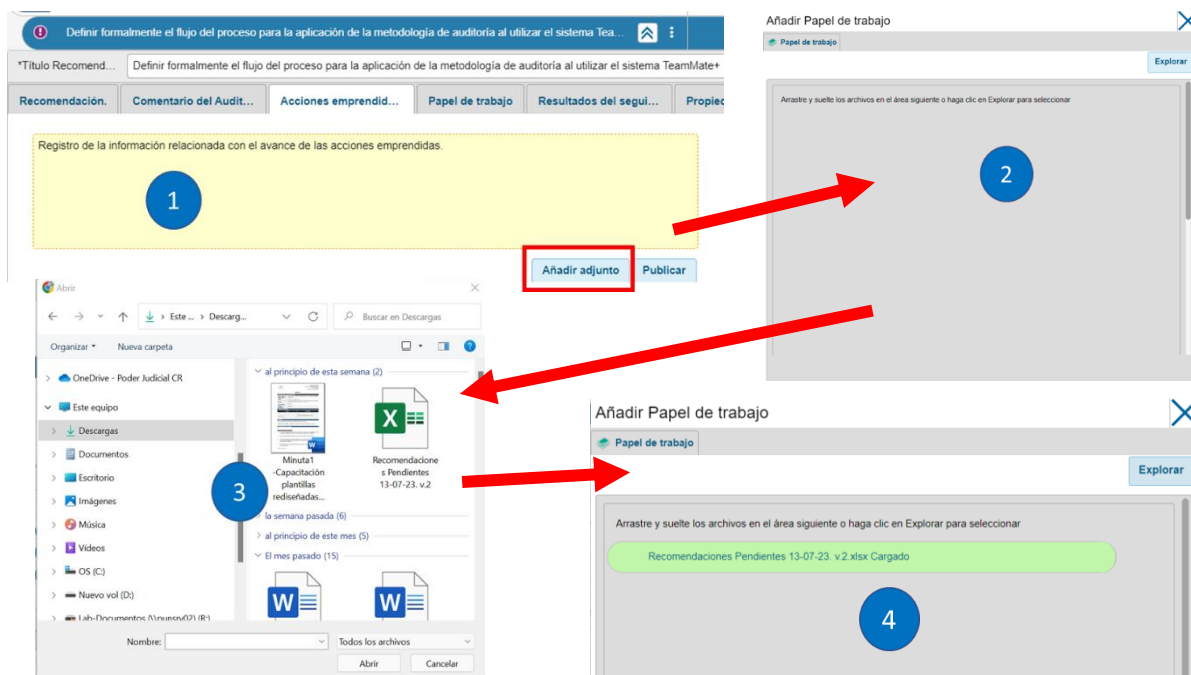 Definir formalmente el flujo del proceso para la aplicación de la metodología de auditoría al utilizar el sistema Tea...
*Título Recomend...
Definir formalmente el flujo del proceso para la aplicación de la metodología de auditoría al utilizar el sistema TeamMate+
Recomendación.
Comentario del Audit...
Acciones emprendid...
Papel de trabajo
Resultados del segui...
Propied
Registro de la información relacionada con el avance de las acciones emprendidas.
1
Añadir adjunto
Publicar
Añadir Papel de trabajo
Papel de trabajo
Explorar
Arrastre y suelte los archivos en el área siguiente o haga clic en Explorar para seleccionar
2
Abrir
Este ... > Descarg...
Buscar en Descargas
Organizar
Nueva carpeta
OneDrive - Poder Judicial CR
Este equipo
Descargas
Documentos
Escritorio
Imágenes
Música
Vídeos
OS (C:)
Nuevo vol (D:)
al principio de esta semana (2)
Minuta1
-Capacitación
plantillas
rediseñadas...
Recomendacione
s Pendientes
13-07-23. v.2
la semana pasada (6)
al principio de este mes (5)
El mes pasado (15)
3
Nombre:
Todos los archivos
Abrir
Cancelar
Añadir Papel de trabajo
Papel de trabajo
Explorar
Arrastre y suelte los archivos en el área siguiente o haga clic en Explorar para seleccionar
Recomendaciones Pendientes 13-07-23. v.2.xlsx Cargado
4